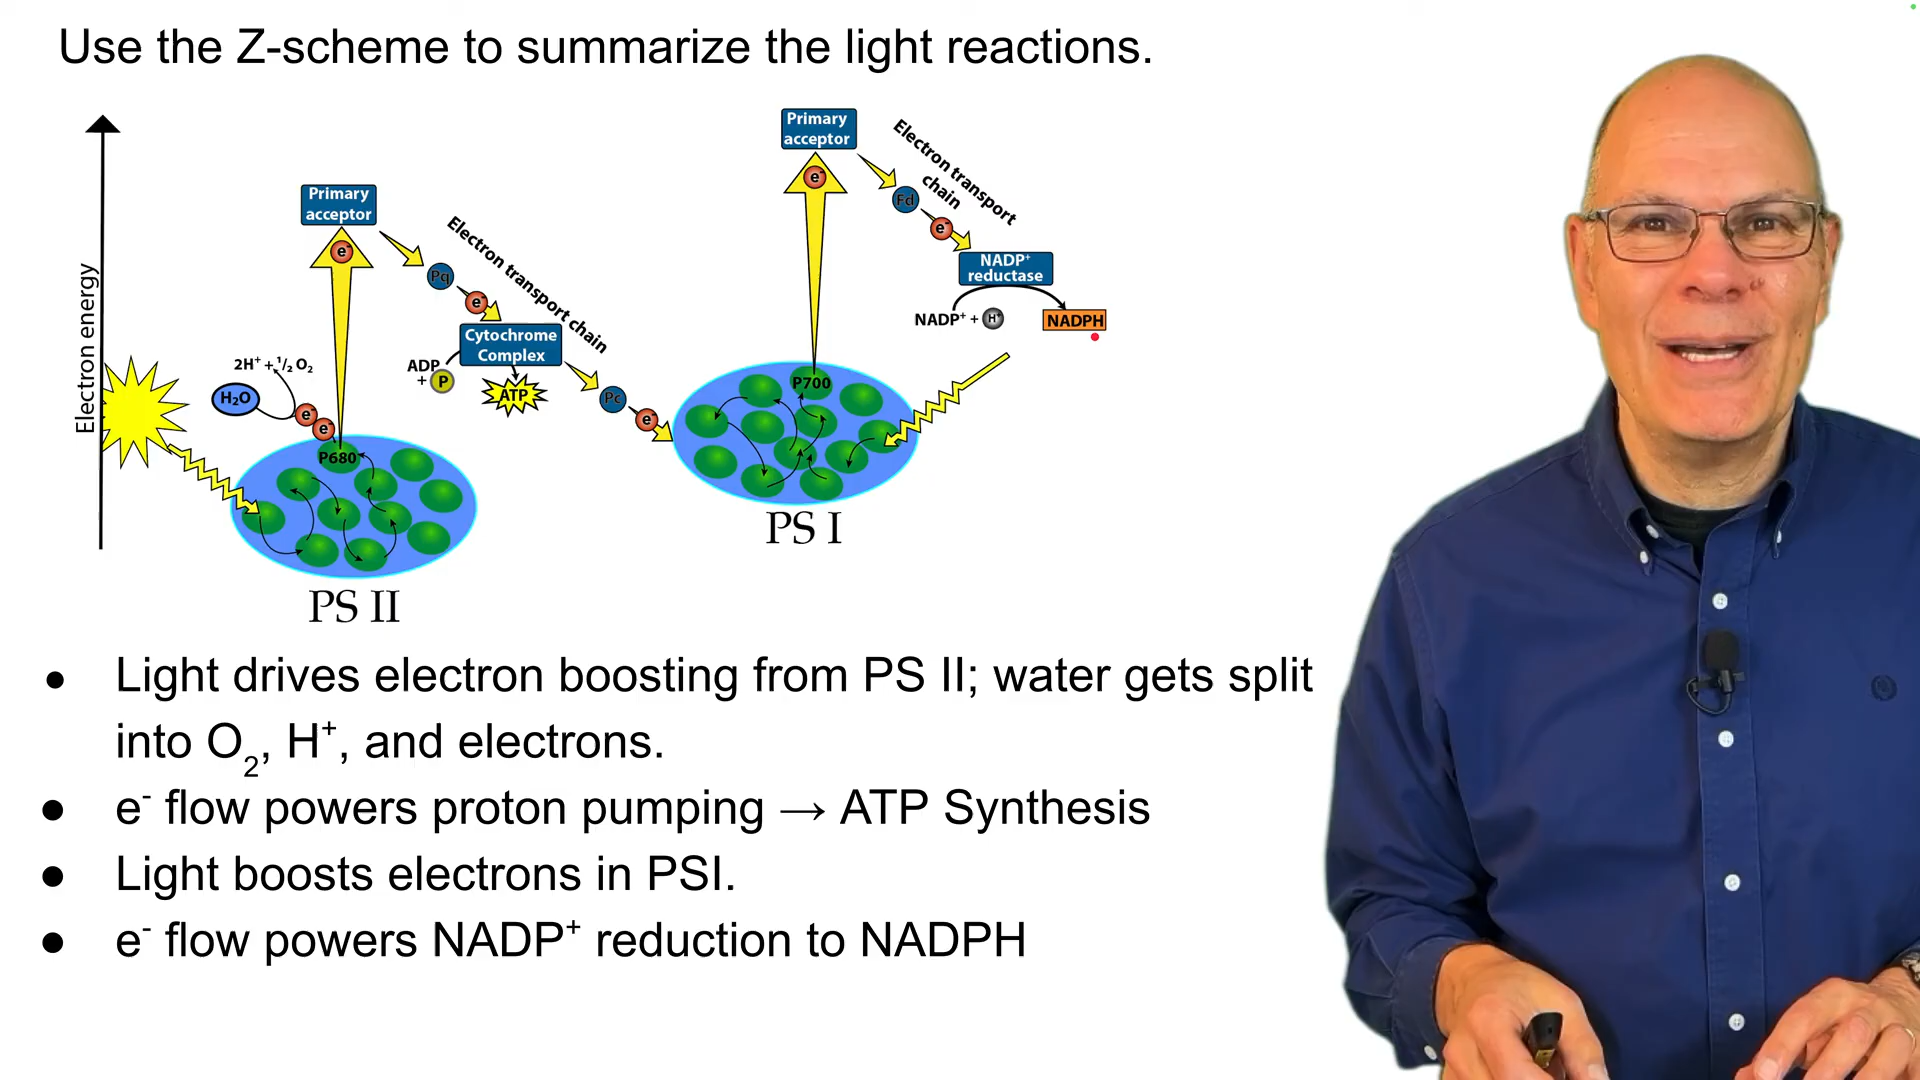 Use the Z-scheme to summarize the light reactions.
Electron energy
Primary
acceptor
e⁻
Pq
e⁻
Electron transport chain
Cytochrome
Complex
ADP
+ P
ATP
Pc
e⁻
2H⁺ + ½ O₂
H₂O
e⁻
e⁻
P680
PS II
Primary
acceptor
e⁻
Electron transport
chain
Fd
e⁻
NADP⁺
reductase
NADP⁺ + H⁺
NADPH
P700
PS I
● Light drives electron boosting from PS II; water gets split
into O₂, H⁺, and electrons.
● e⁻ flow powers proton pumping → ATP Synthesis
● Light boosts electrons in PSI.
● e⁻ flow powers NADP⁺ reduction to NADPH